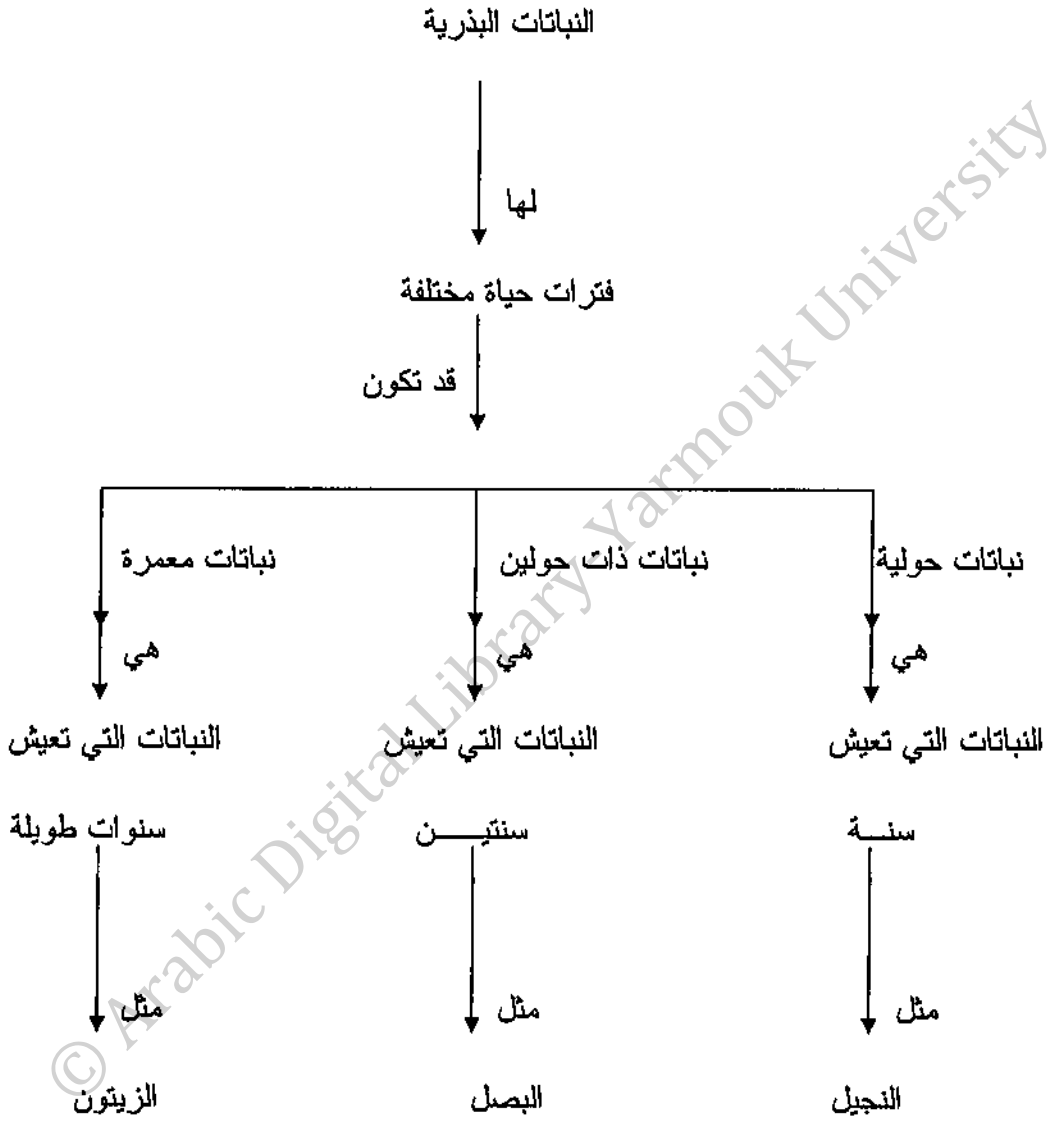 النباتات البذرية
لها
فترات حياة مختلفة
قد تكون
نباتات حولية
نباتات ذات حولين
نباتات معمرة
هي
هي
هي
النباتات التي تعيش
النباتات التي تعيش
النباتات التي تعيش
سنــة
سنتيــــن
سنوات طويلة
مثل
مثل
مثل
النجيل
البصل
الزيتون
© Arabic Digital Library-Yarmouk University